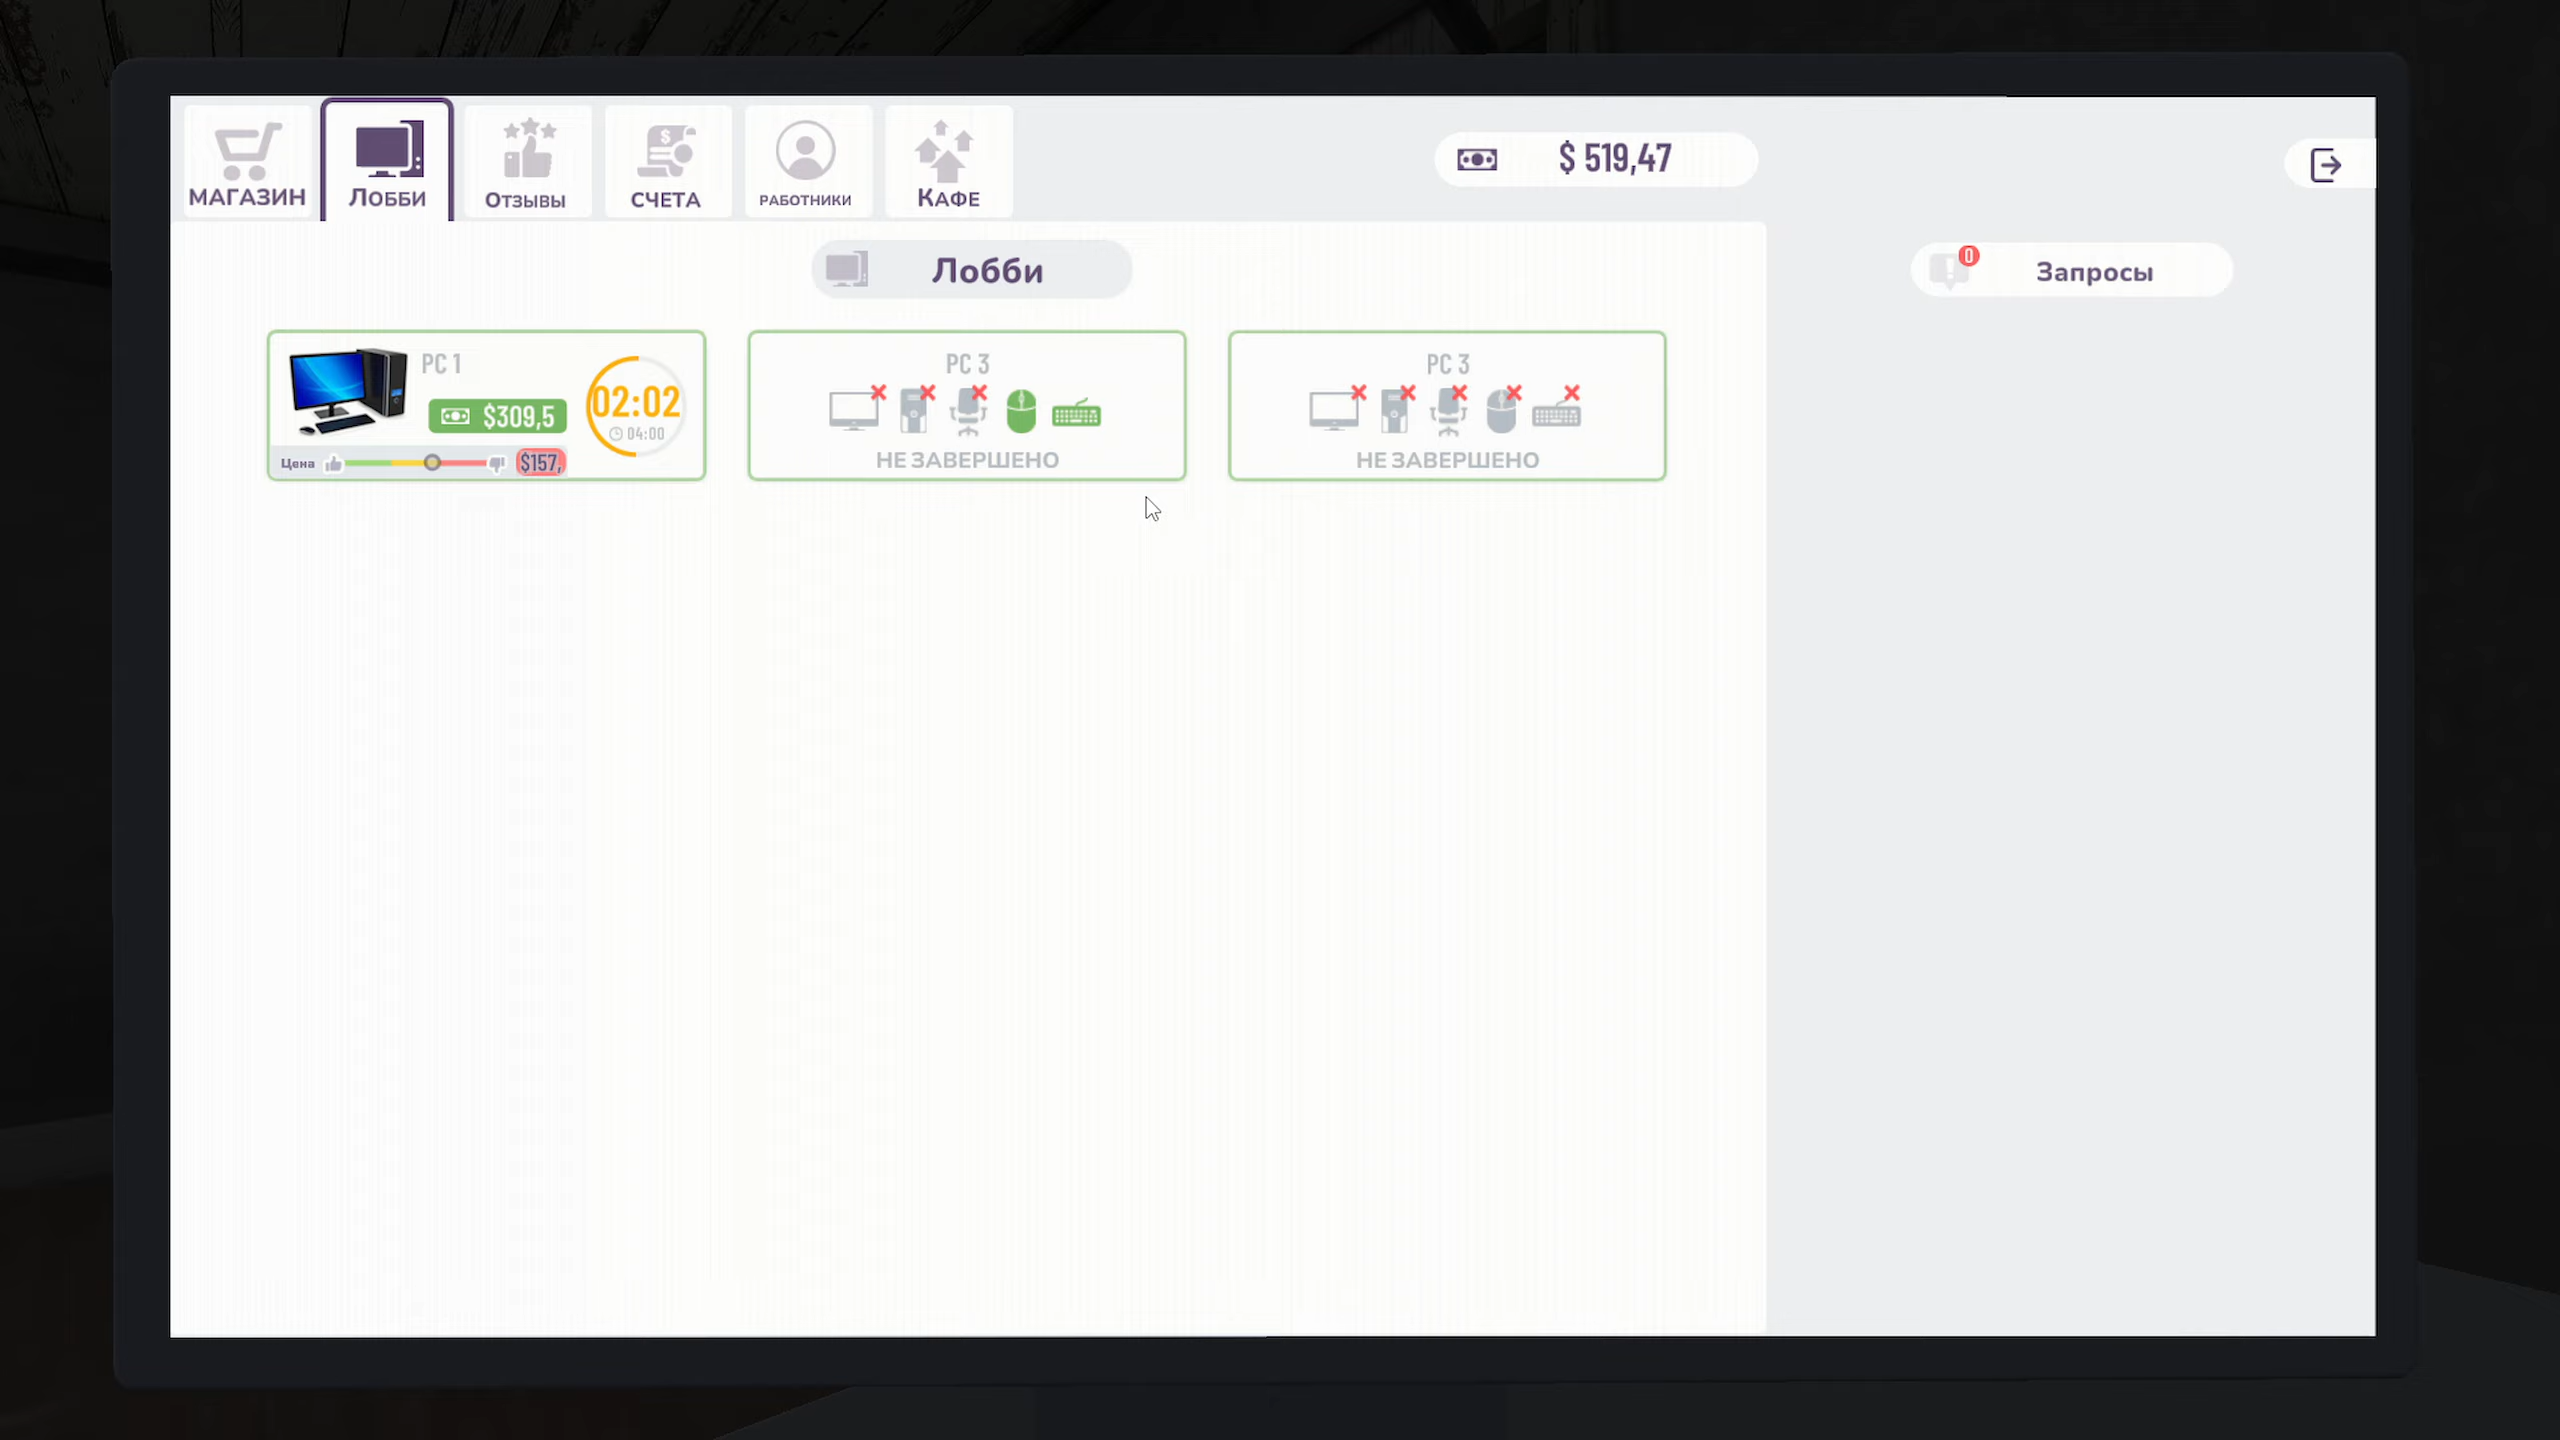 МАГАЗИН
Лобби
Отзывы
СЧЕТА
РАБОТНИКИ
КАФЕ
$ 519,47
Лобби
0
Запросы
PC 1
$309,5
02:02
04:00
Цена
$157,
PC 3
НЕ ЗАВЕРШЕНО
PC 3
НЕ ЗАВЕРШЕНО